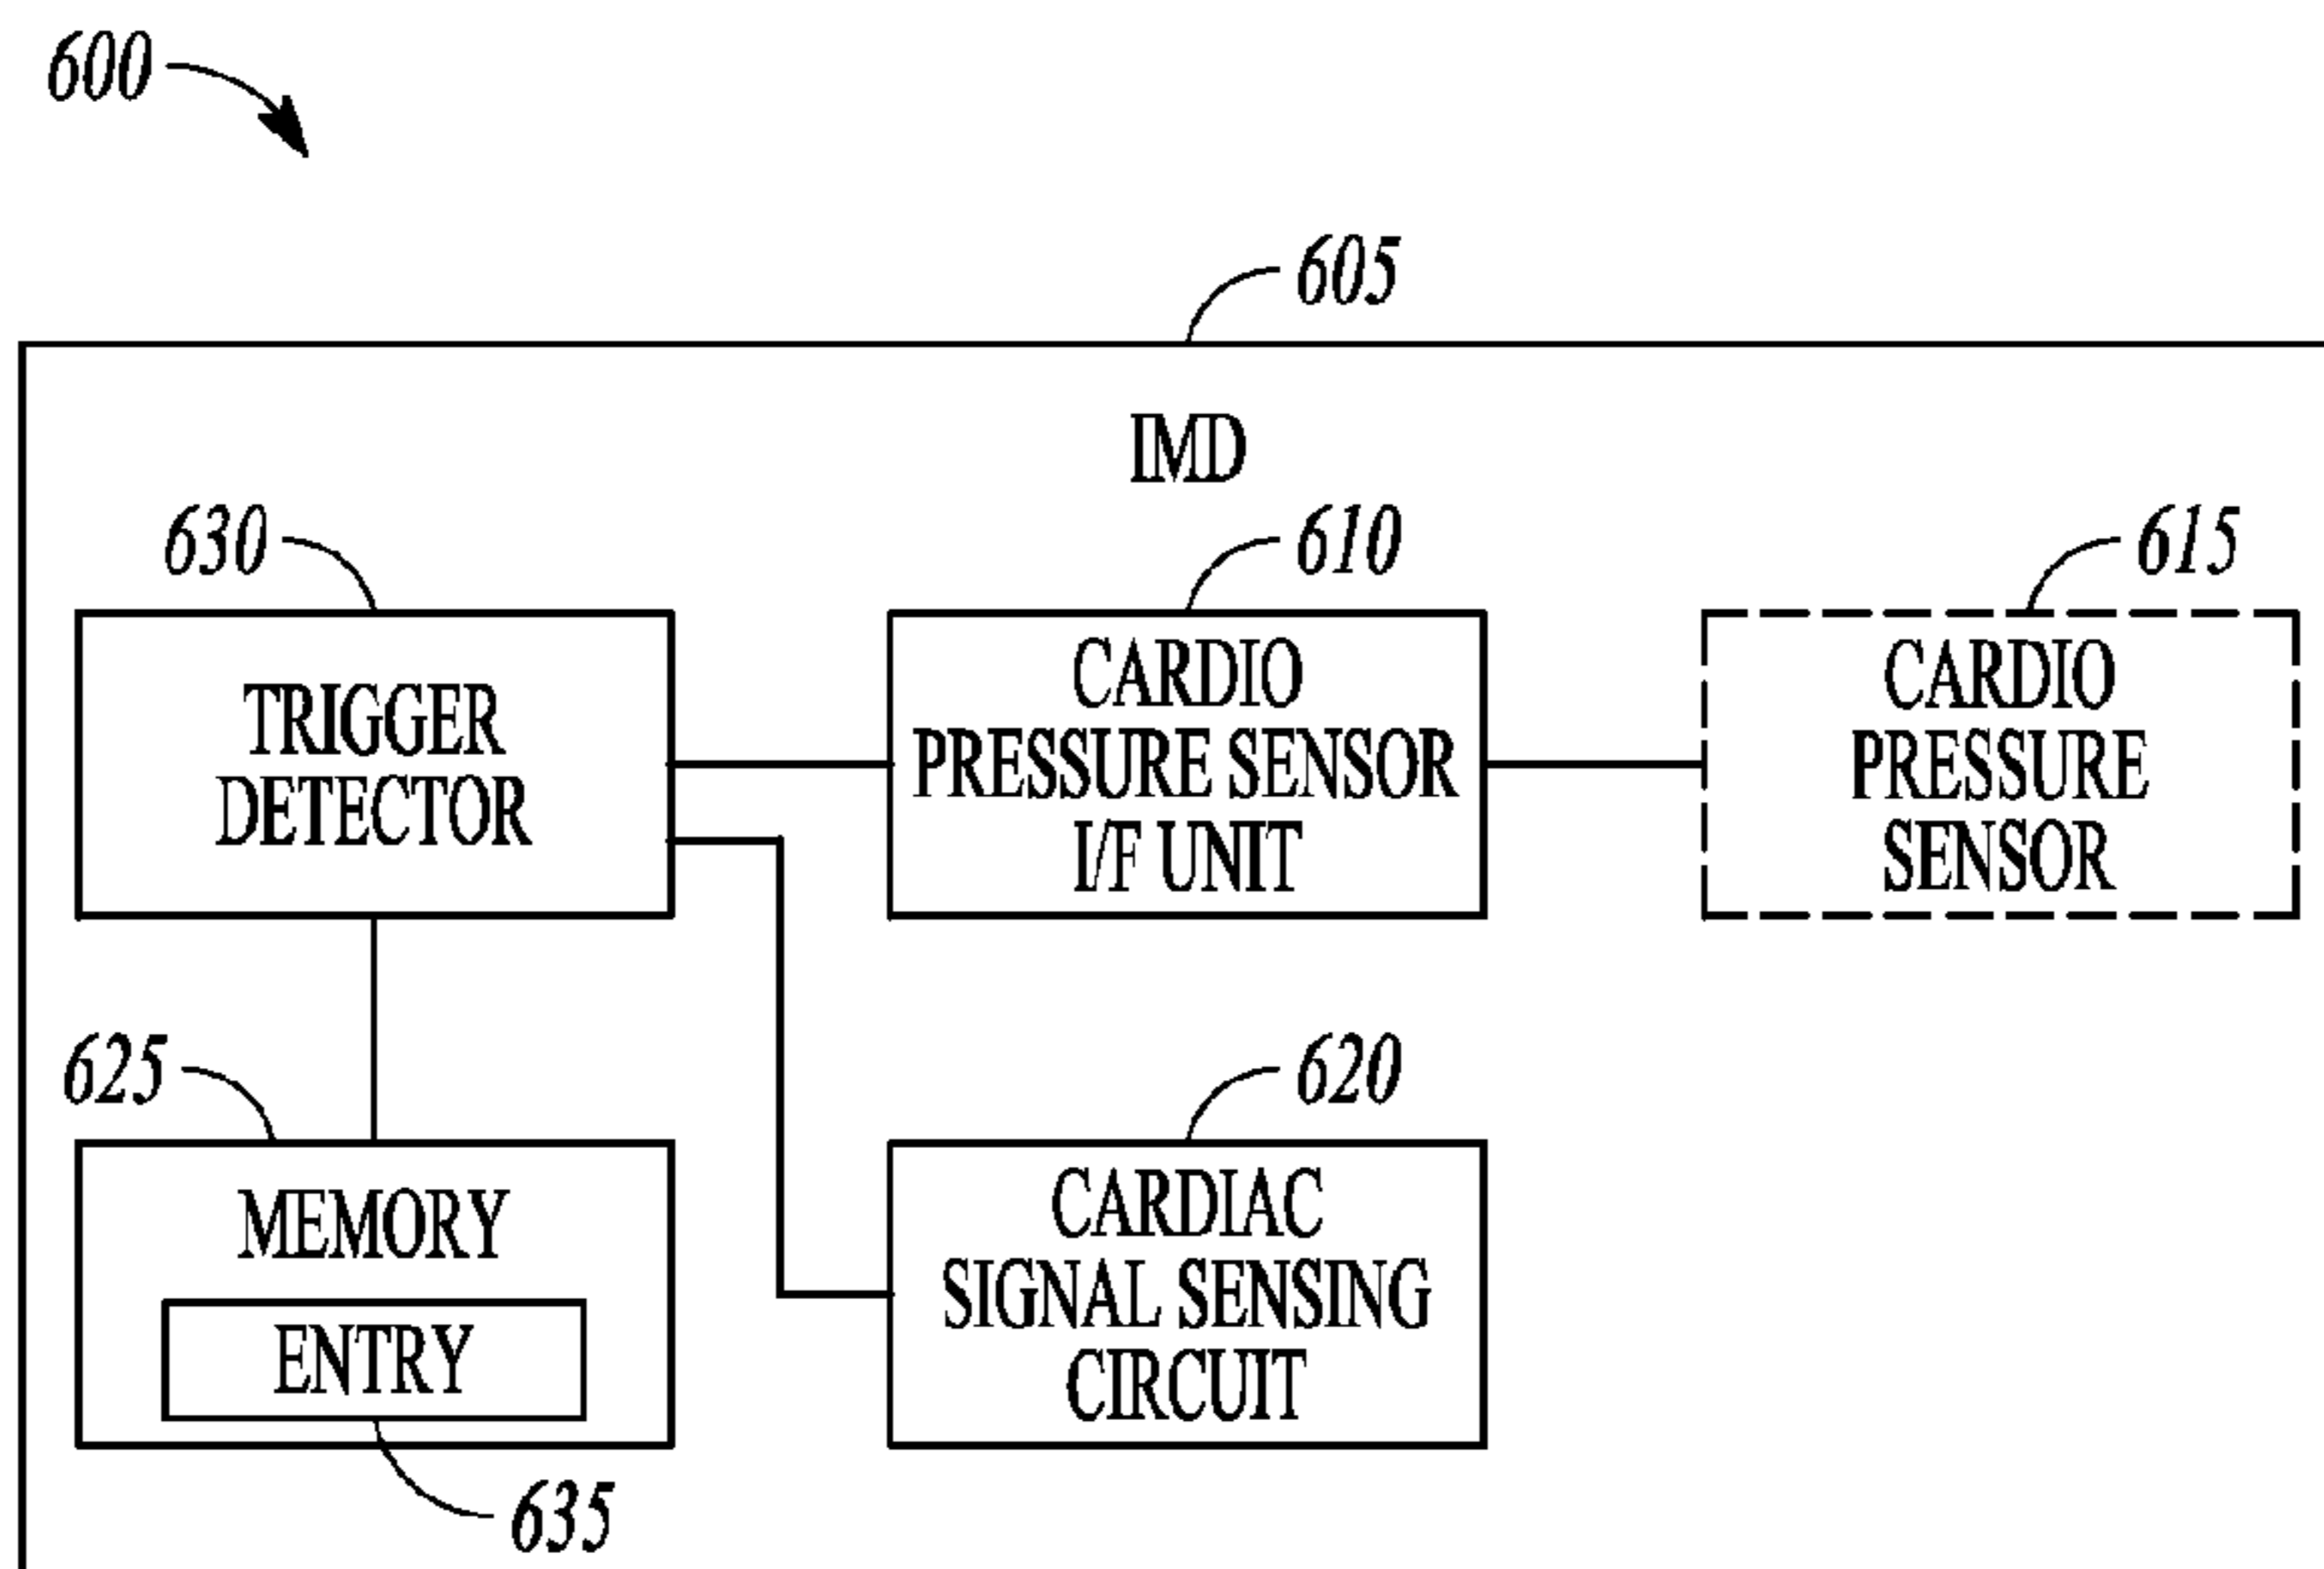 600
605
IMD
630
610
615
TRIGGER
DETECTOR
CARDIO
PRESSURE SENSOR
I/F UNIT
CARDIO
PRESSURE
SENSOR
625
620
MEMORY
ENTRY
635
CARDIAC
SIGNAL SENSING
CIRCUIT